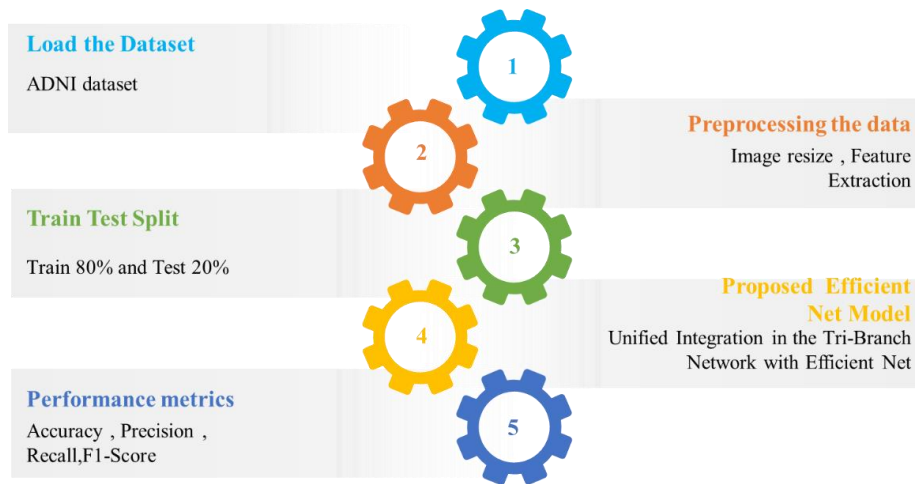 Load the Dataset
ADNI dataset
1
Preprocessing the data
Image resize , Feature
Extraction
2
Train Test Split
Train 80% and Test 20%
3
Proposed Efficient
Net Model
Unified Integration in the Tri-Branch
Network with Efficient Net
4
Performance metrics
Accuracy , Precision ,
Recall,F1-Score
5